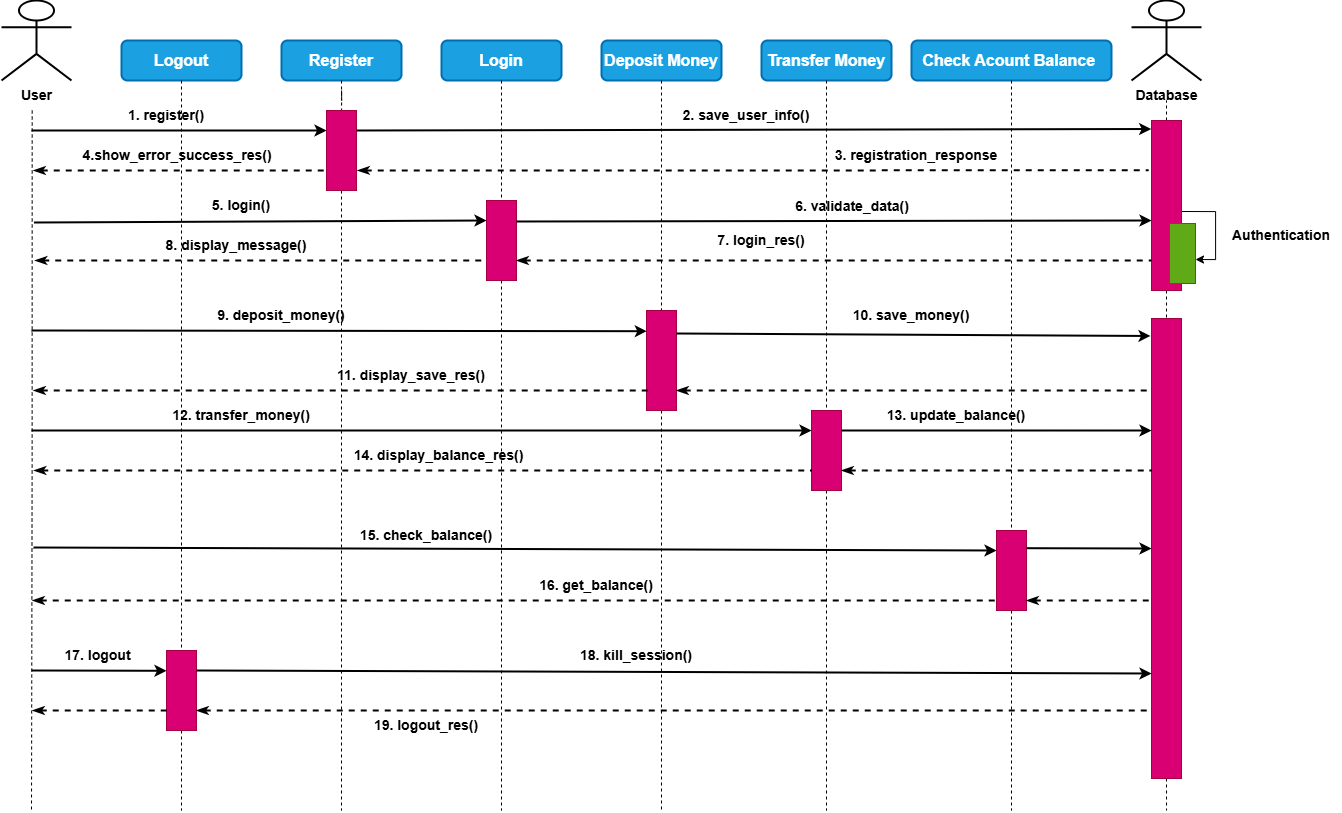 Logout
Register
Login
Deposit Money
Transfer Money
Check Acount Balance
User
Database
1. register()
2. save_user_info()
4.show_error_success_res()
3. registration_response
5. login()
6. validate_data()
Authentication
8. display_message()
7. login_res()
9. deposit_money()
10. save_money()
11. display_save_res()
12. transfer_money()
13. update_balance()
14. display_balance_res()
15. check_balance()
16. get_balance()
17. logout
18. kill_session()
19. logout_res()